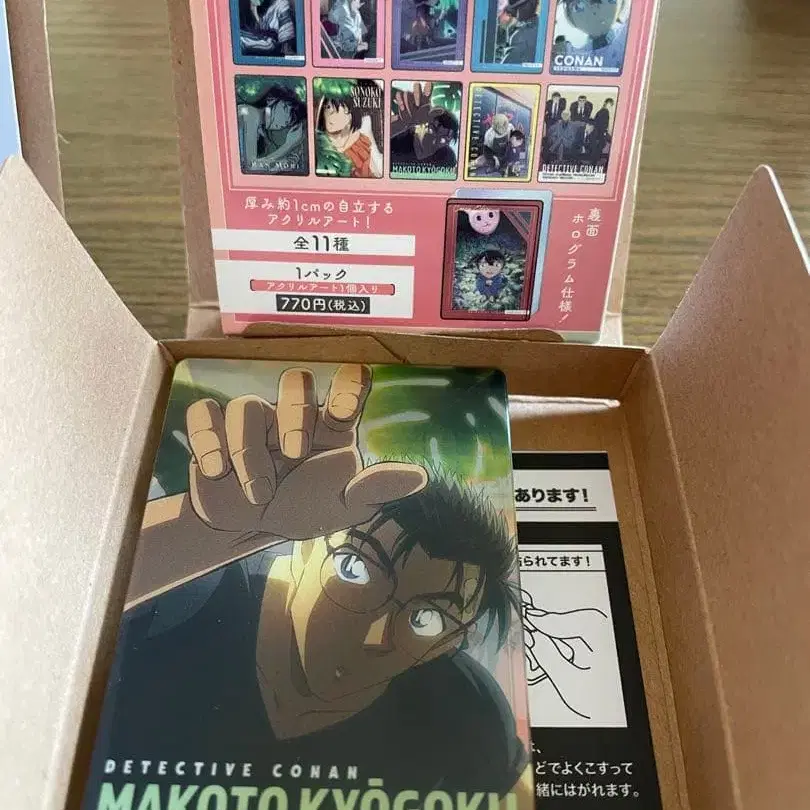 CONAN
SONOKO
SUZUKI
RAN MORI
MAKOTO KYŌGOKU
DETECTIVE CONAN
厚み約1cmの自立する
アクリルアート!
全11種
1パック
アクリルアート1個入り
770円(税込)
裏面
ホログラム仕様!
あります!
られてます!
、
どでよくこすって
緒にはがれます。
DETECTIVE CONAN
MAKOTO KYŌGOKU